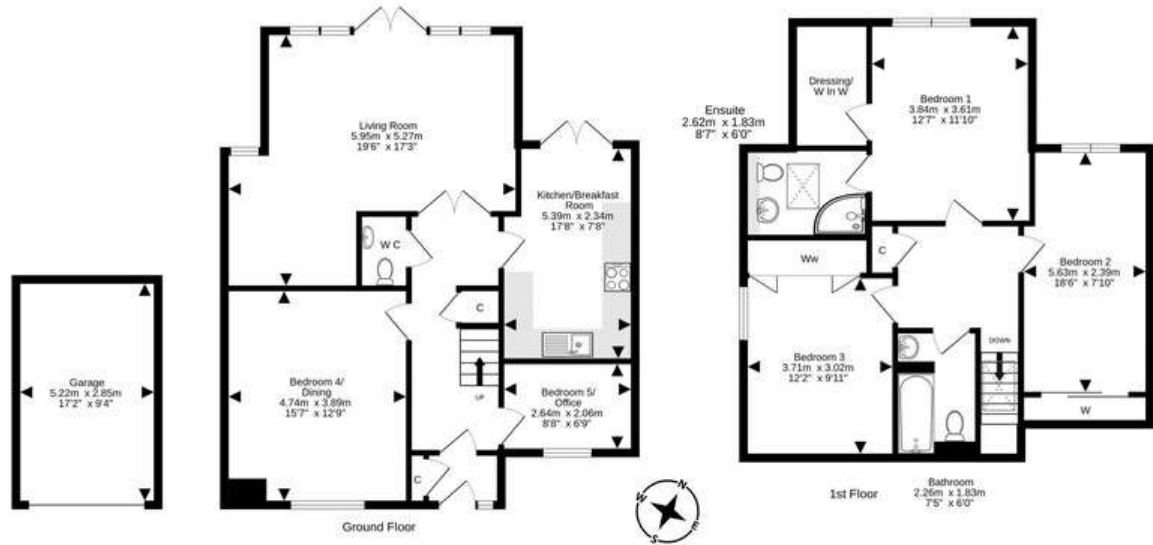 Garage
5.22m x 2.85m
17'2" x 9'4"
Living Room
5.95m x 5.27m
19'6" x 17'3"
Kitchen/Breakfast
Room
5.39m x 2.34m
17'8" x 7'8"
W C
C
Bedroom 4/
Dining
4.74m x 3.89m
15'7" x 12'9"
UP
Bedroom 5/
Office
2.64m x 2.06m
8'8" x 6'9"
C
Ground Floor
N
E
S
W
Dressing/
W In W
Bedroom 1
3.84m x 3.61m
12'7" x 11'10"
Ensuite
2.62m x 1.83m
8'7" x 6'0"
Ww
C
Bedroom 2
5.63m x 2.39m
18'6" x 7'10"
Bedroom 3
3.71m x 3.02m
12'2" x 9'11"
DOWN
W
1st Floor
Bathroom
2.26m x 1.83m
7'5" x 6'0"